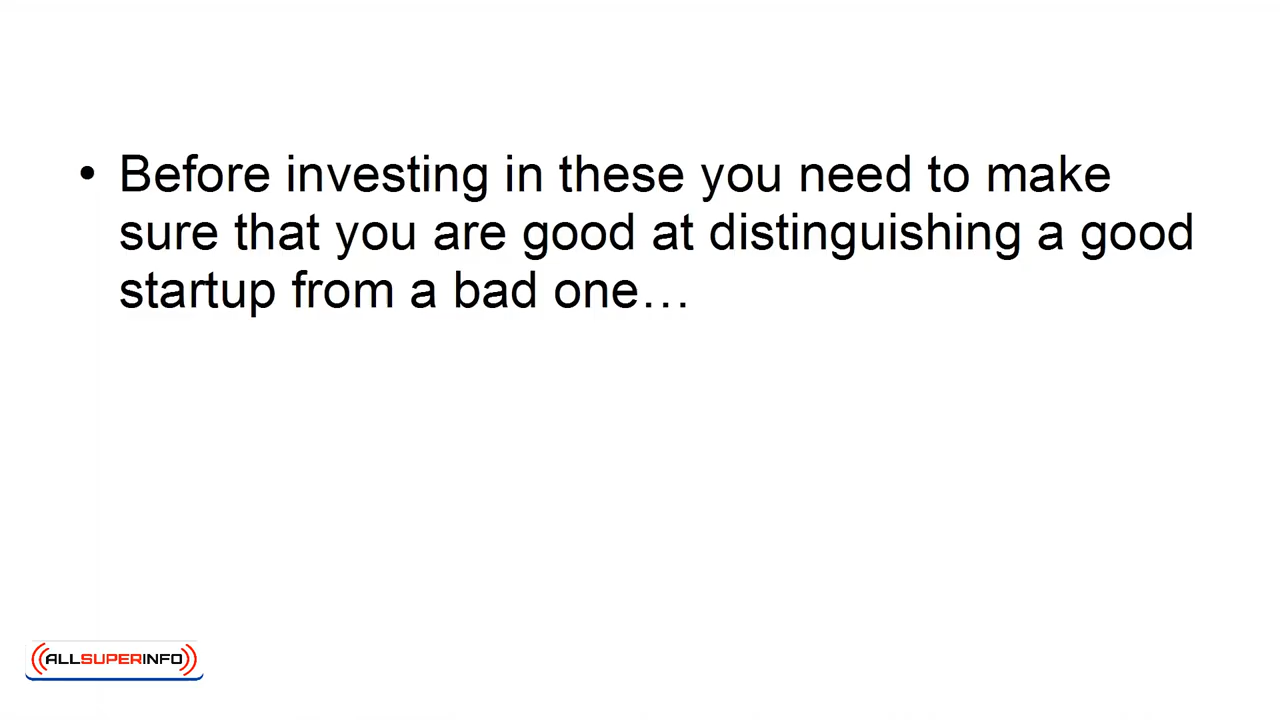 • Before investing in these you need to make
sure that you are good at distinguishing a good
startup from a bad one…
ALLSUPERINFO